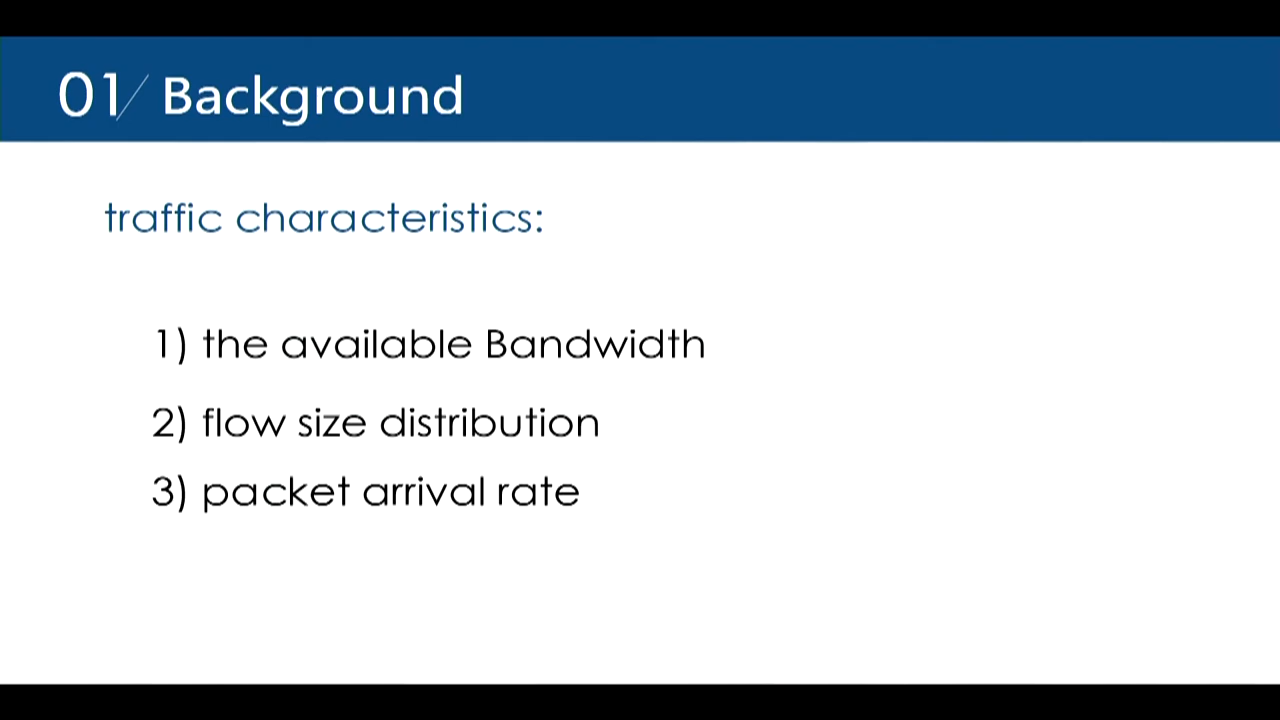 01/ Background
traffic characteristics:
1) the available Bandwidth
2) flow size distribution
3) packet arrival rate